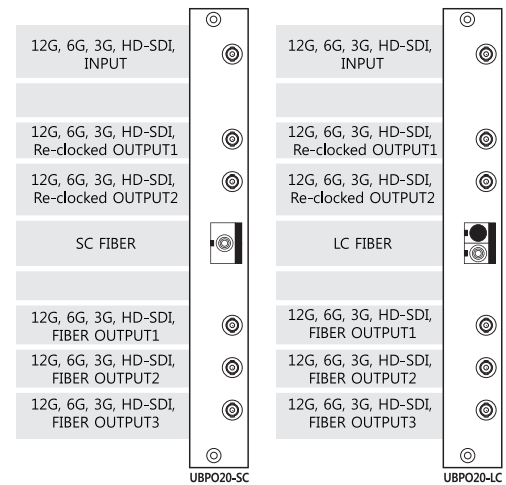 12G, 6G, 3G, HD-SDI,
INPUT
12G, 6G, 3G, HD-SDI,
Re-clocked OUTPUT1
12G, 6G, 3G, HD-SDI,
Re-clocked OUTPUT2
SC FIBER
12G, 6G, 3G, HD-SDI,
FIBER OUTPUT1
12G, 6G, 3G, HD-SDI,
FIBER OUTPUT2
12G, 6G, 3G, HD-SDI,
FIBER OUTPUT3
UBPO20-SC
12G, 6G, 3G, HD-SDI,
INPUT
12G, 6G, 3G, HD-SDI,
Re-clocked OUTPUT1
12G, 6G, 3G, HD-SDI,
Re-clocked OUTPUT2
LC FIBER
12G, 6G, 3G, HD-SDI,
FIBER OUTPUT1
12G, 6G, 3G, HD-SDI,
FIBER OUTPUT2
12G, 6G, 3G, HD-SDI,
FIBER OUTPUT3
UBPO20-LC